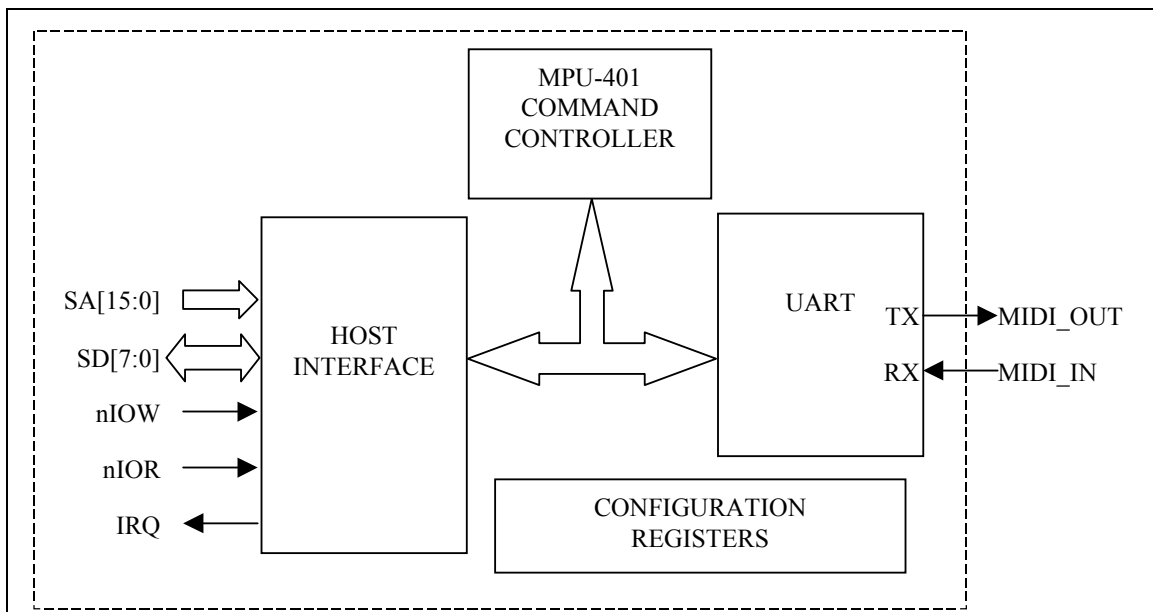 MPU-401
COMMAND
CONTROLLER
SA[15:0]
SD[7:0]
nIOW
nIOR
IRQ
HOST
INTERFACE
UART
TX
RX
MIDI_OUT
MIDI_IN
CONFIGURATION
REGISTERS